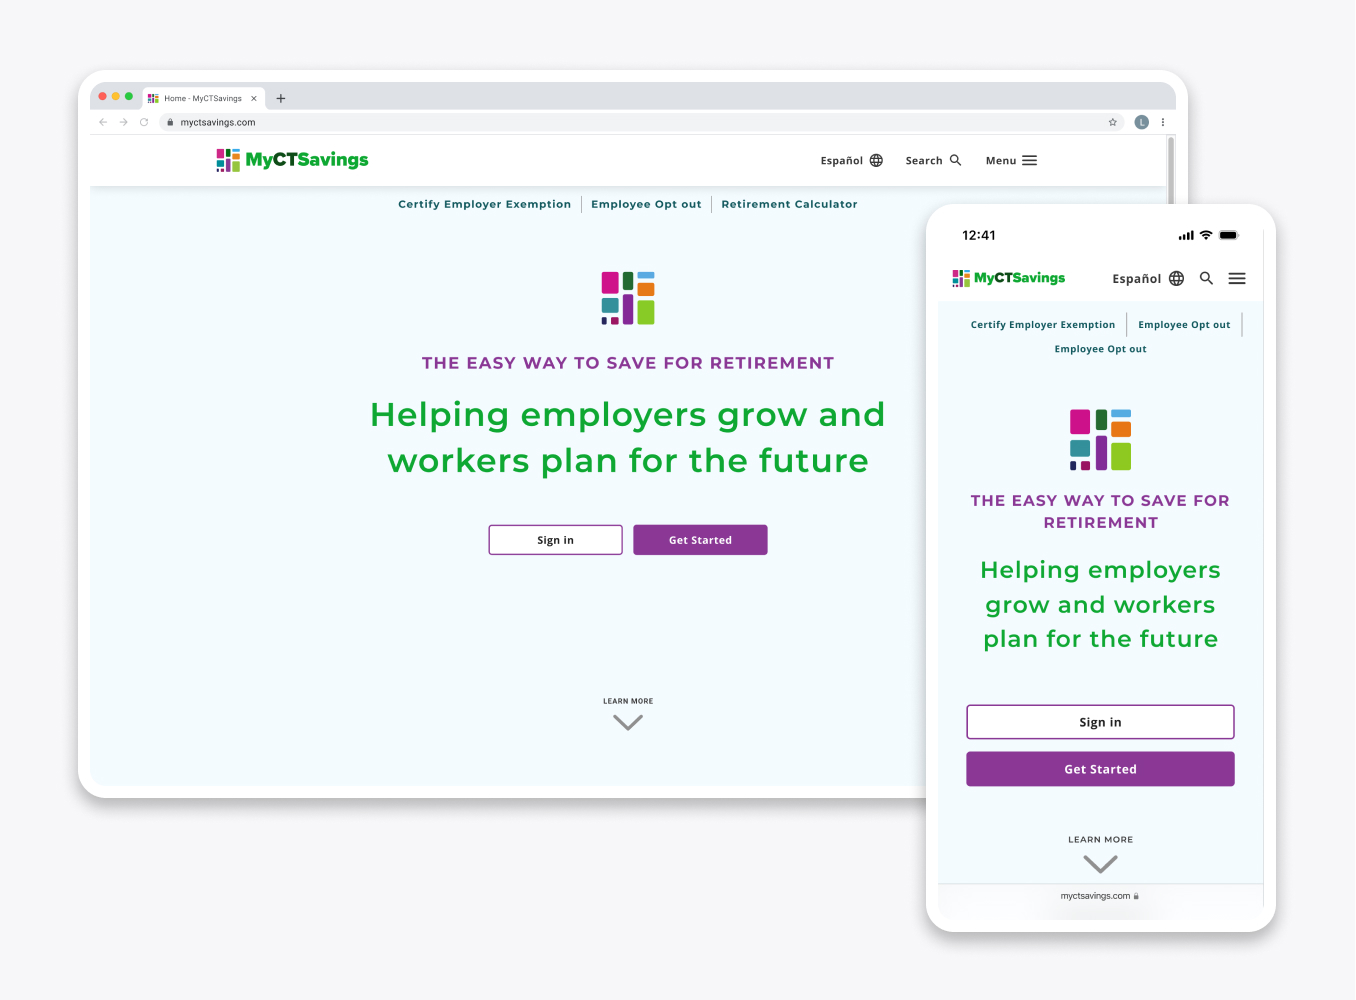 Home - MyCTSavings
myctsavings.com
L
MyCTSavings
Español
Search
Menu
Certify Employer Exemption
Employee Opt out
Retirement Calculator
THE EASY WAY TO SAVE FOR RETIREMENT
Helping employers grow and
workers plan for the future
Sign in
Get Started
LEARN MORE
12:41
MyCTSavings
Español
Certify Employer Exemption
Employee Opt out
Employee Opt out
THE EASY WAY TO SAVE FOR
RETIREMENT
Helping employers
grow and workers
plan for the future
Sign in
Get Started
LEARN MORE
myctsavings.com